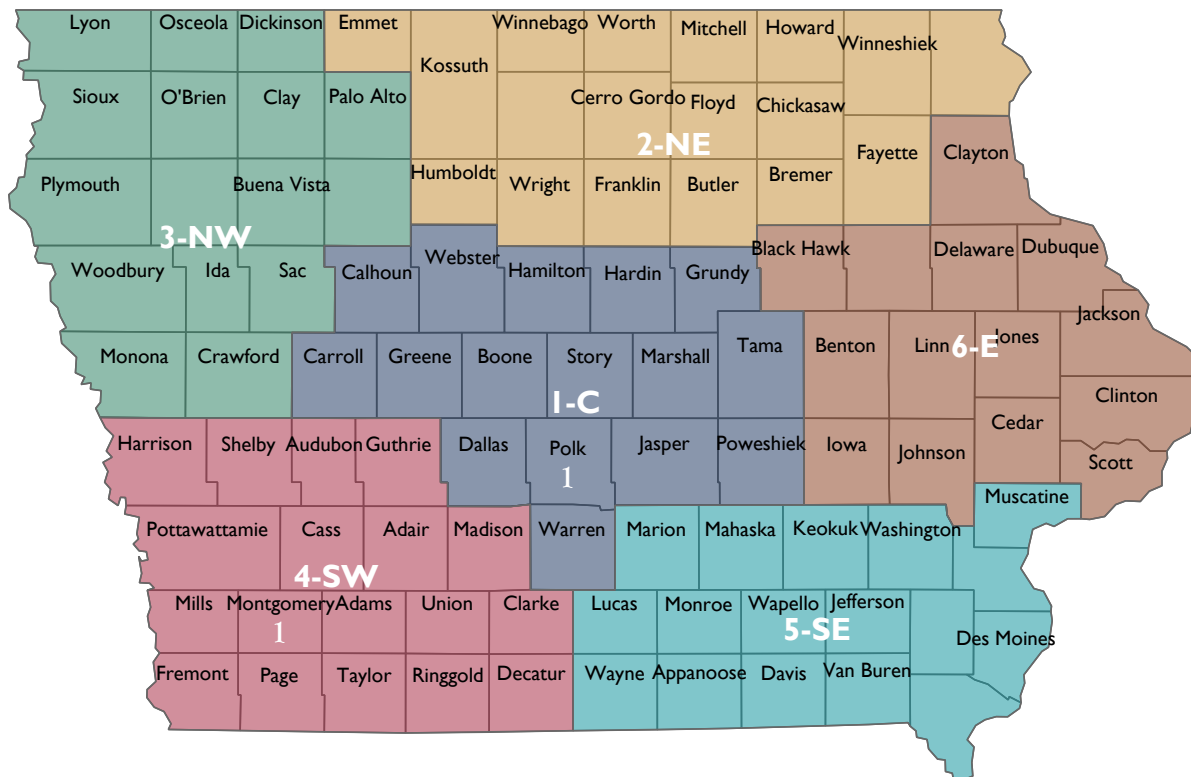 Lyon Osceola Dickinson Emmet Winnebago Worth Mitchell Howard
Kossuth Winneshiek
Sioux O'Brien Clay Palo Alto Cerro Gordo Floyd Chickasaw
2-NE
Plymouth Buena Vista Humboldt Wright Franklin Butler Bremer Fayette Clayton
3-NW
Woodbury Ida Sac Calhoun Webster Hamilton Hardin Grundy Black Hawk Delaware Dubuque
Jackson
Monona Crawford Carroll Greene Boone Story Marshall Tama Benton Linn 6-E Jones
1-C
Clinton
Harrison Shelby Audubon Guthrie Dallas Polk Jasper Poweshiek Iowa Johnson Cedar
Scott
1
Muscatine
Pottawattamie Cass Adair Madison Warren Marion Mahaska Keokuk Washington
4-SW
Mills Montgomery Adams Union Clarke Lucas Monroe Wapello Jefferson
1
5-SE
Des Moines
Fremont Page Taylor Ringgold Decatur Wayne Appanoose Davis Van Buren